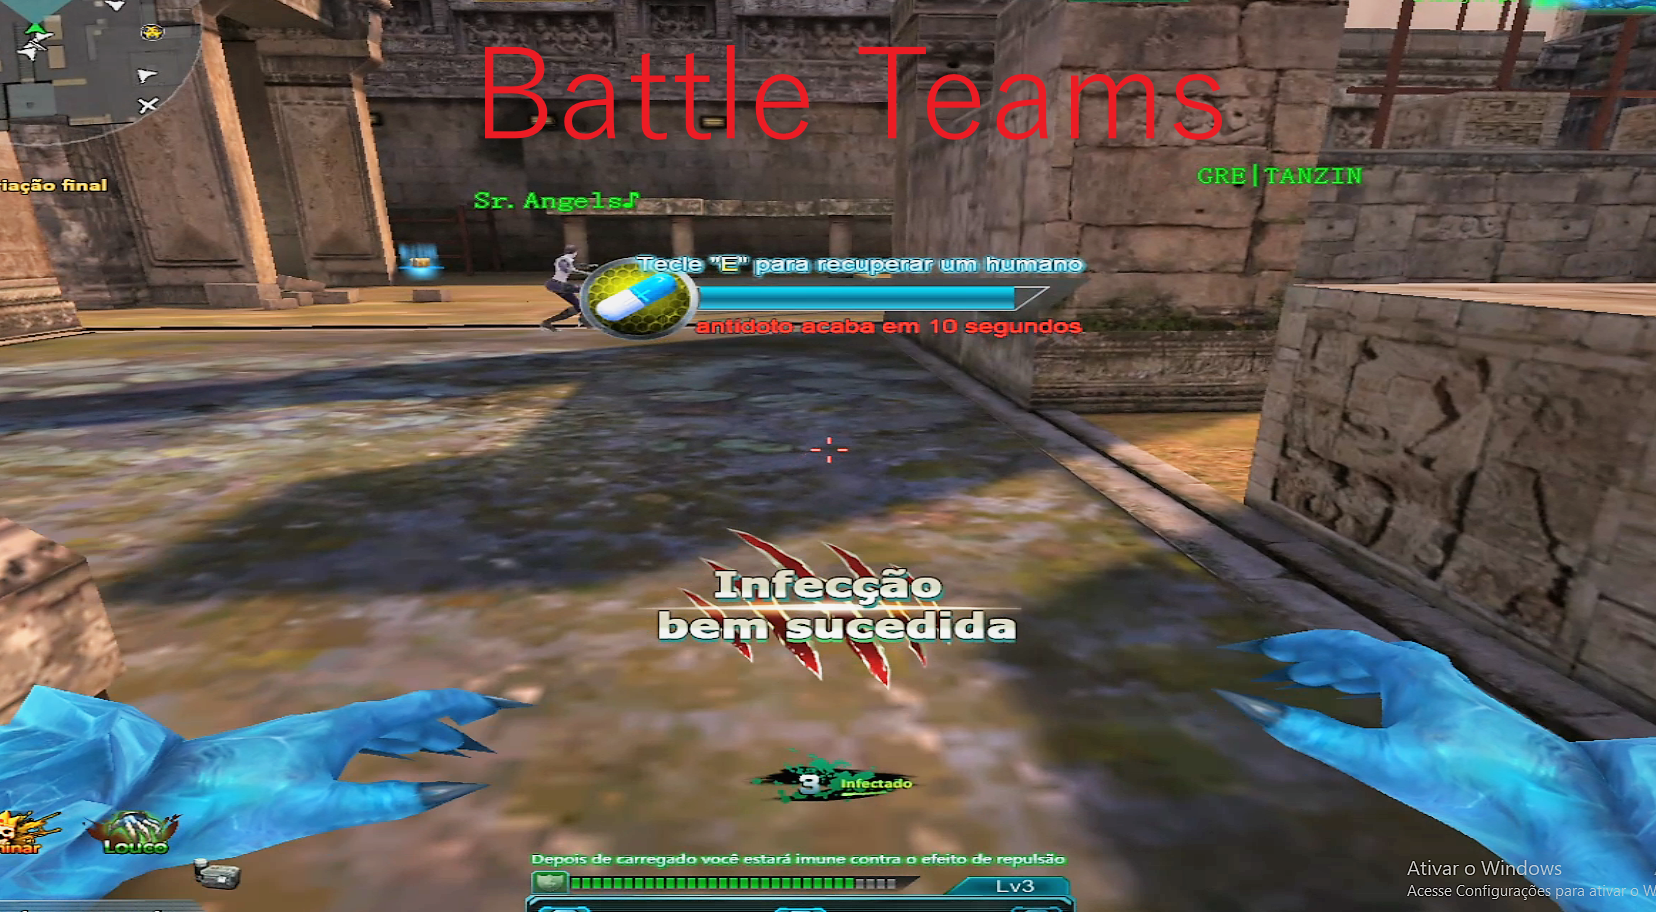 Battle Teams
GRE|TANZIN
iação final
Sr.Angels♪
Tecle "E" para recuperar um humano
antídoto acaba em 10 segundos
Infecção
bem sucedida
3 Infectado
inar
Louco
Depois de carregado você estará imune contra o efeito de repulsão
Lv3
Ativar o Windows
Acesse Configurações para ativar o W